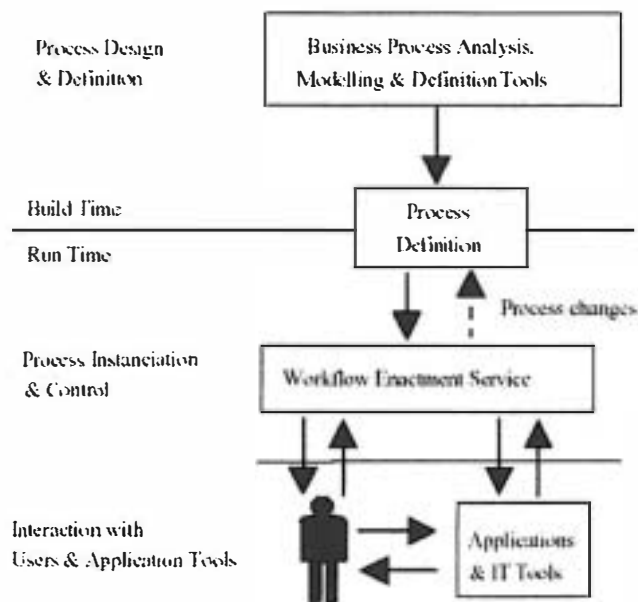 Process Design
& Definition
Business Process Analysis,
Modelling & Definition Tools
Build Time
Process
Definition
Run Time
Process changes
Process Instanciation
& Control
Workflow Enactment Service
Interaction with
Users & Application Tools
Applications
& IT Tools